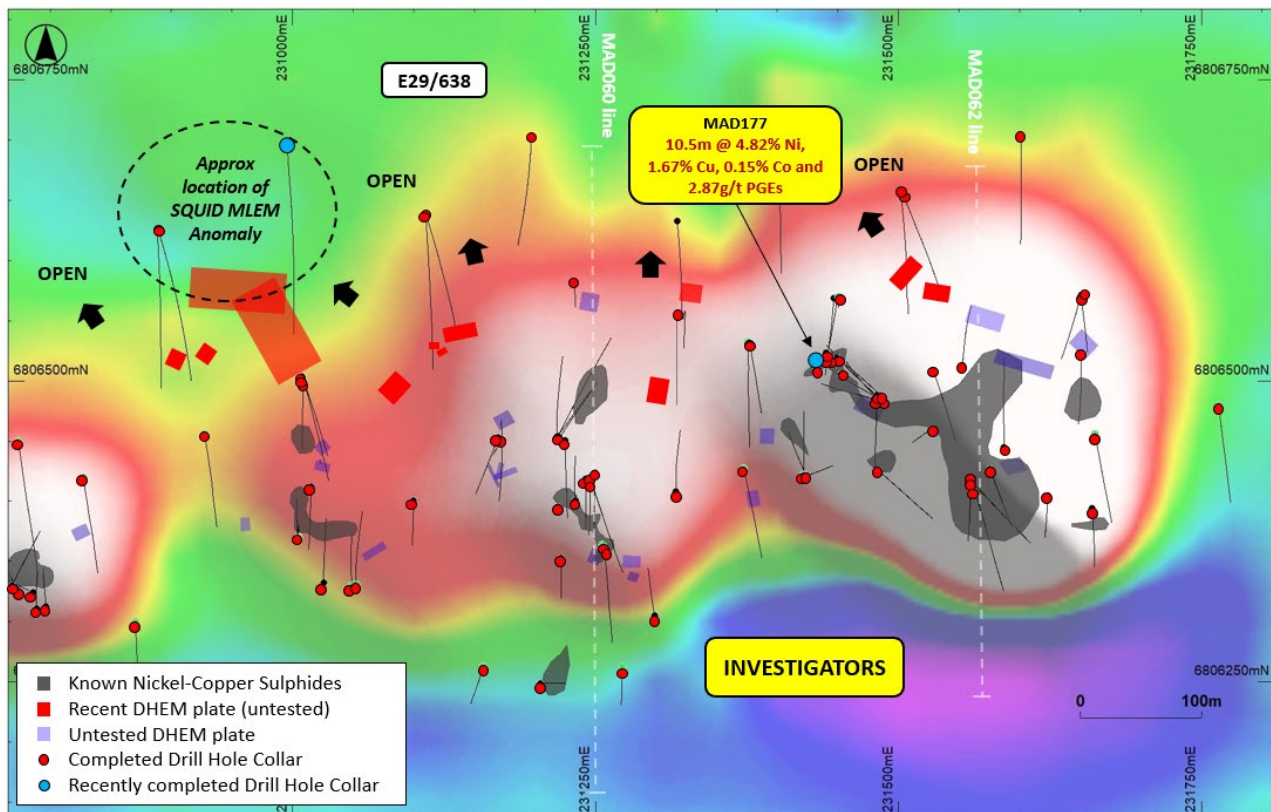 231000mE
231250mE
MAD060 line
231500mE
MAD062 line
231750mE
6806750mN
6806750mN
E29/638
MAD177
10.5m @ 4.82% Ni,
1.67% Cu, 0.15% Co and
2.87g/t PGEs
Approx
location of
SQUID MLEM
Anomaly
OPEN
OPEN
OPEN
6806500mN
6806500mN
INVESTIGATORS
6806250mN
0
100m
Known Nickel-Copper Sulphides
Recent DHEM plate (untested)
Untested DHEM plate
Completed Drill Hole Collar
Recently completed Drill Hole Collar
231250mE
231500mE
231750mE